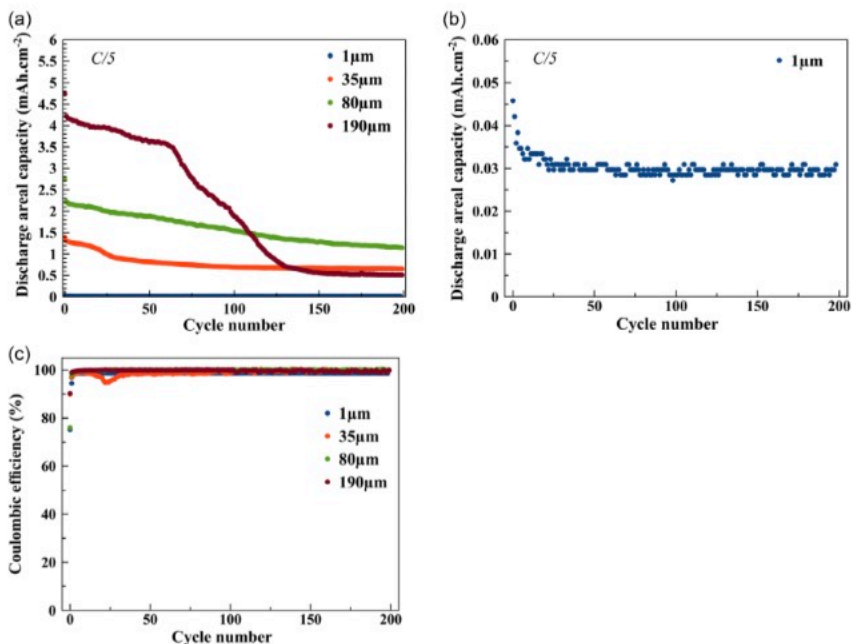 (a)
Discharge areal capacity (mAh.cm⁻²)
6
5.5
5
4.5
4
3.5
3
2.5
2
1.5
1
0.5
0
C/5
1μm
35μm
80μm
190μm
0
50
100
150
200
Cycle number
(b)
Discharge areal capacity (mAh.cm⁻²)
0.06
0.05
0.04
0.03
0.02
0.01
0
C/5
1μm
0
50
100
150
200
Cycle number
(c)
Coulombic efficiency (%)
100
80
60
40
20
0
1μm
35μm
80μm
190μm
0
50
100
150
200
Cycle number